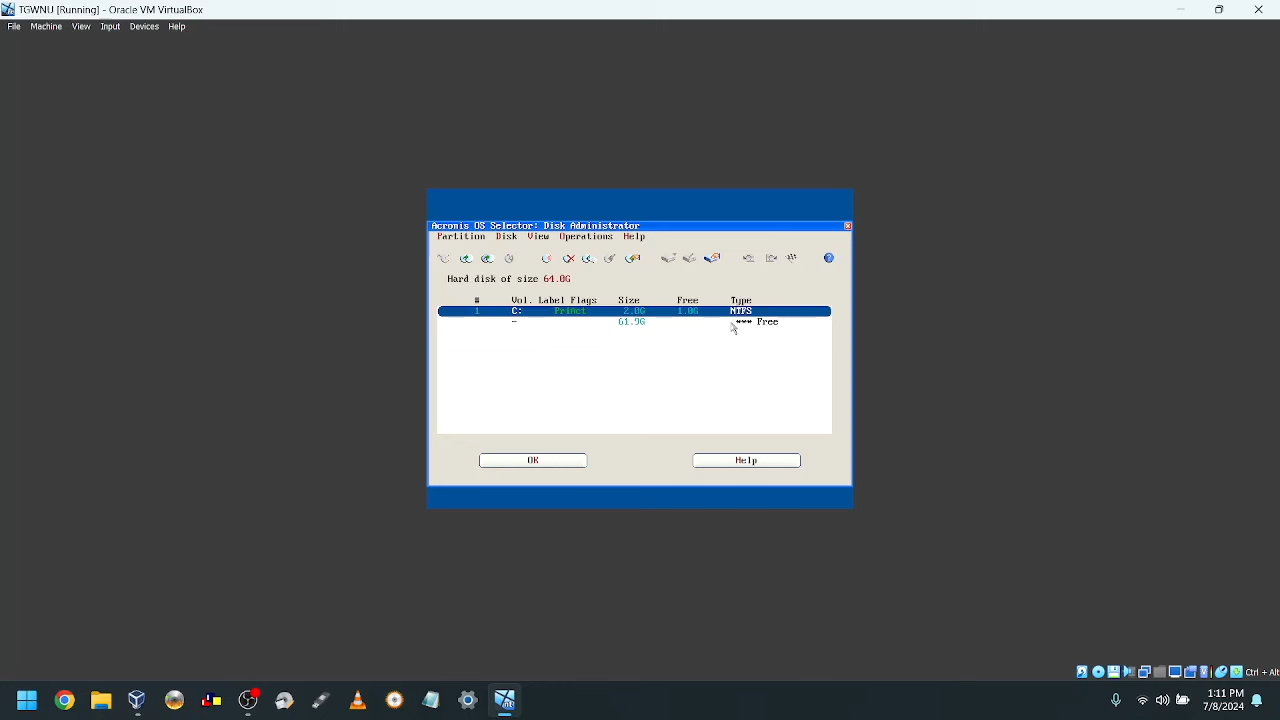 TGWNU [Running] - Oracle VM VirtualBox
File Machine View Input Devices Help
Acronis OS Selector: Disk Administrator
Partition Disk View Operations Help
Hard disk of size 64.0G
# Vol. Label Flags Size Free Type
1 C: PriAct 2.0G 1.0G NTFS
- 61.9G *** Free
OK Help
Ctrl + Alt
1:11 PM
7/8/2024